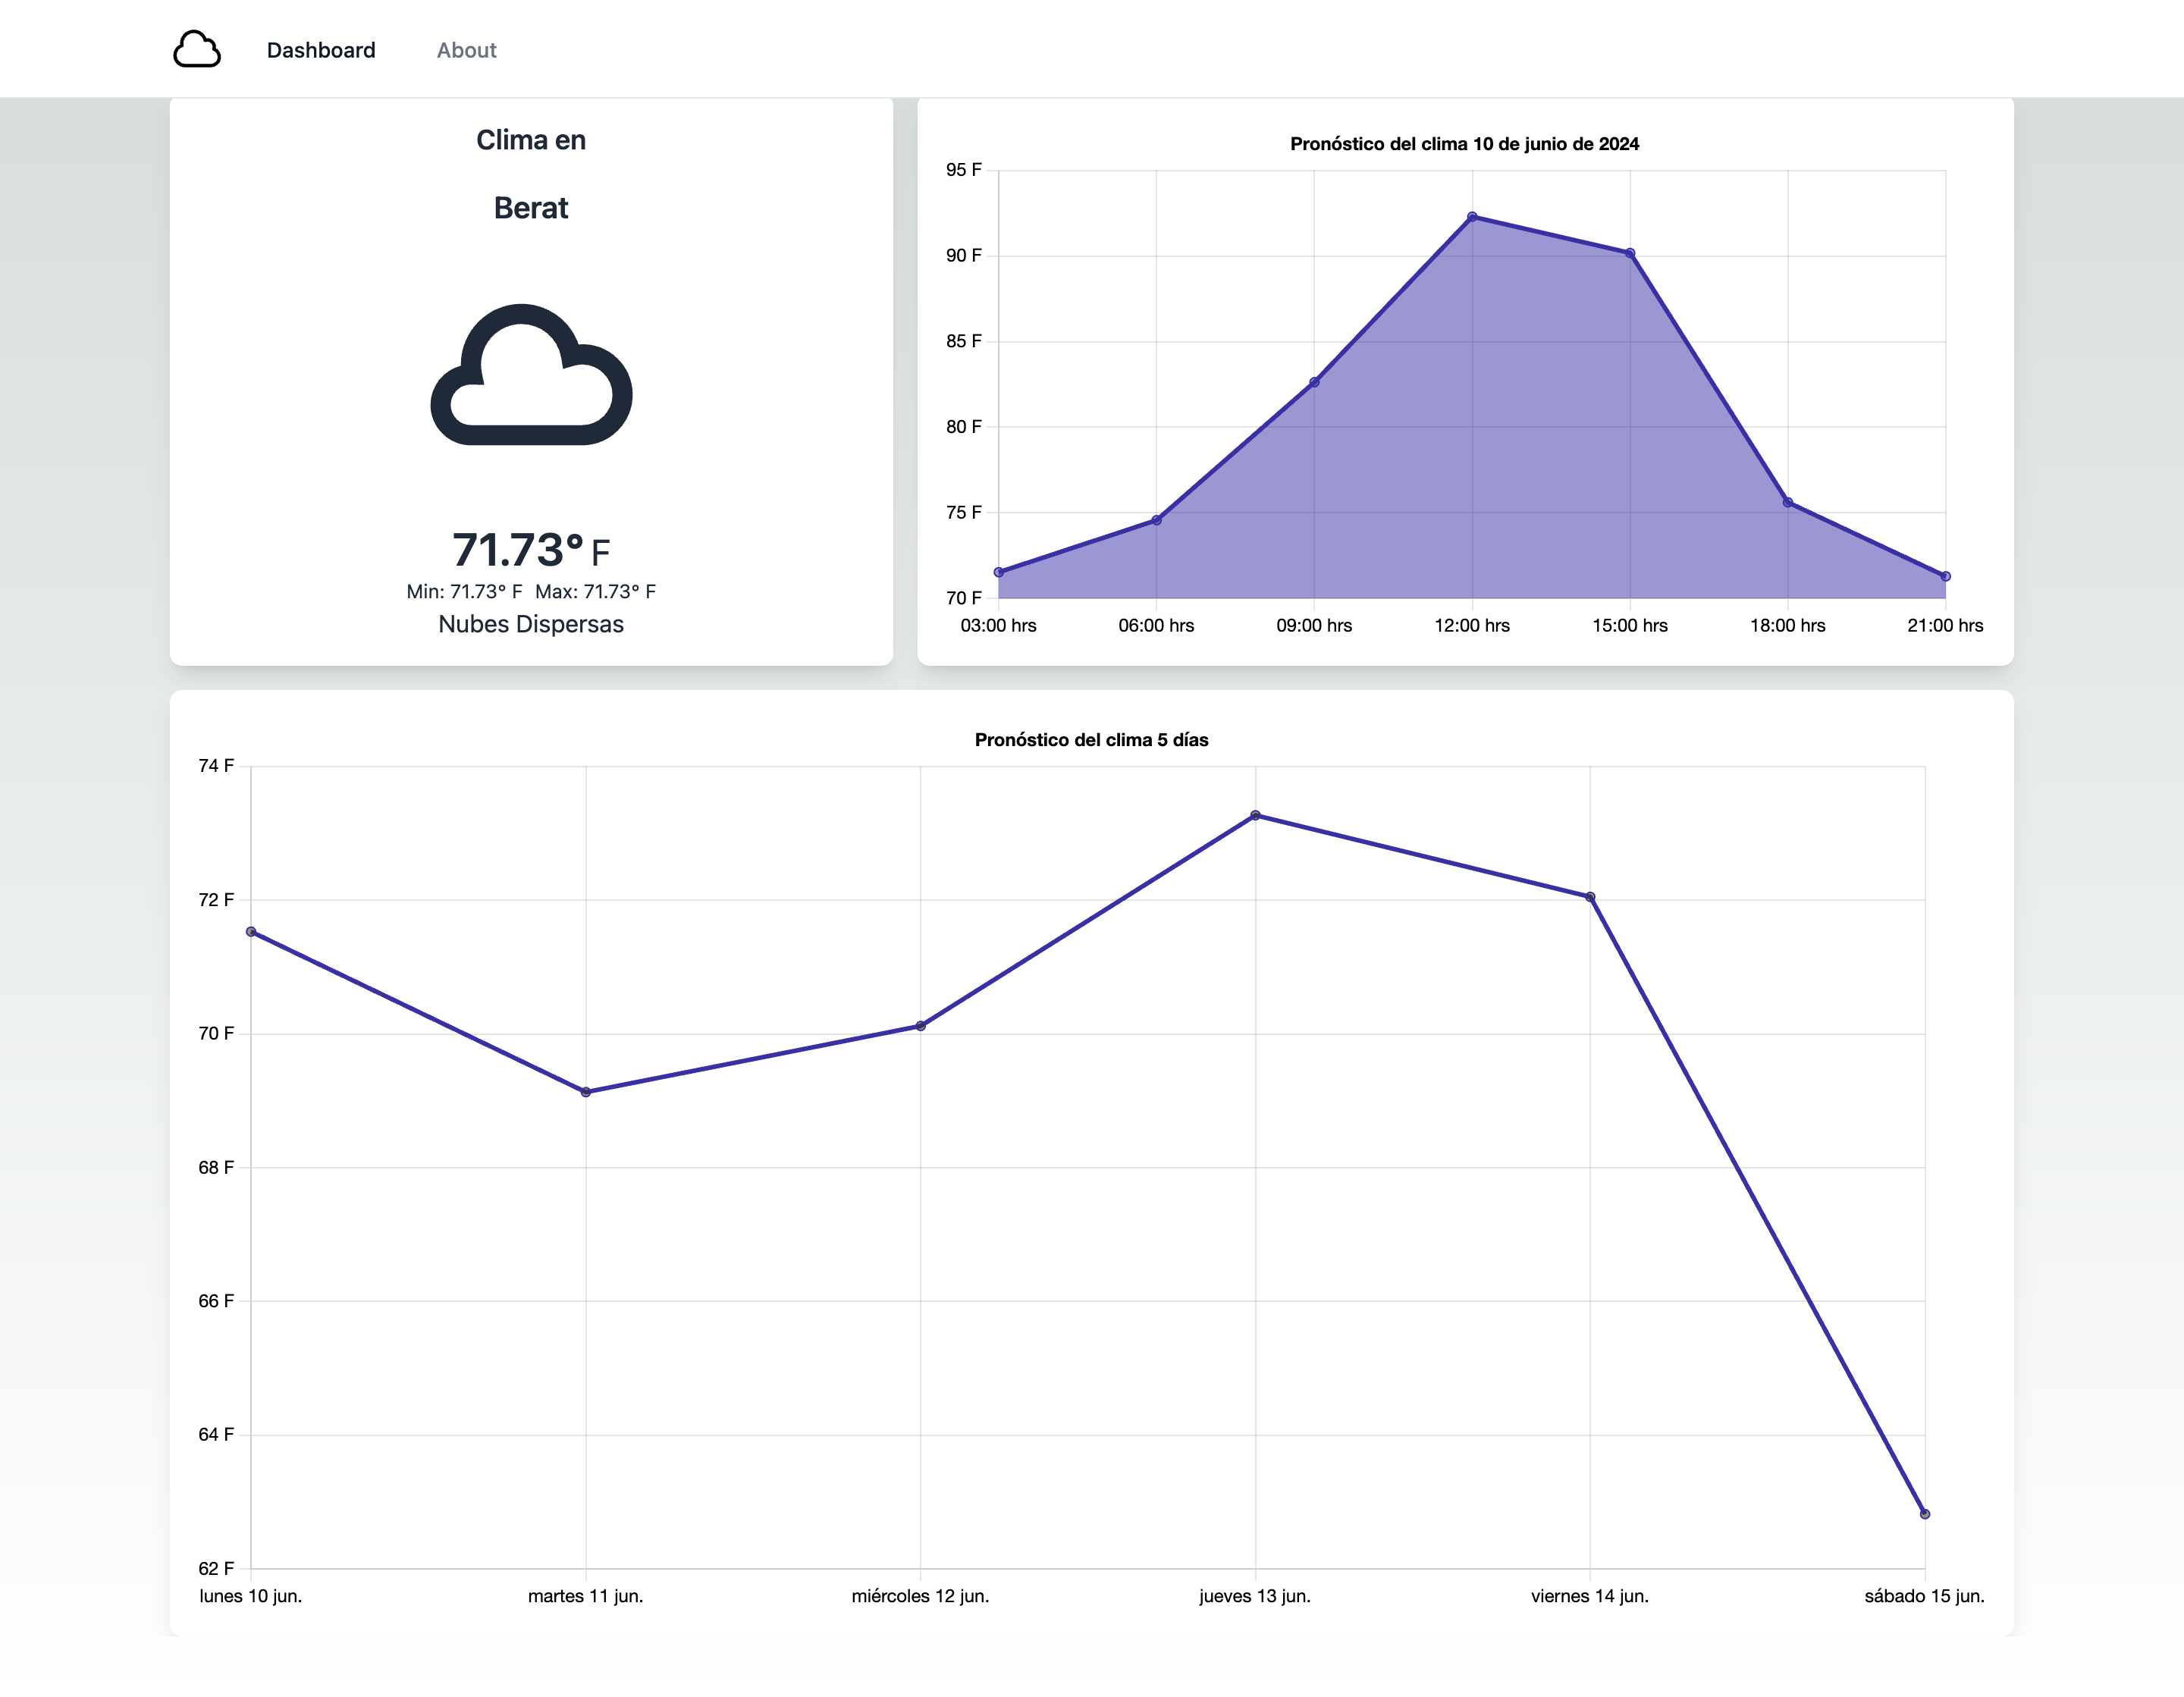 Dashboard About
Clima en
Berat
71.73° F
Min: 71.73° F Max: 71.73° F
Nubes Dispersas
Pronóstico del clima 10 de junio de 2024
95 F
90 F
85 F
80 F
75 F
70 F
03:00 hrs 06:00 hrs 09:00 hrs 12:00 hrs 15:00 hrs 18:00 hrs 21:00 hrs
Pronóstico del clima 5 días
74 F
72 F
70 F
68 F
66 F
64 F
62 F
lunes 10 jun. martes 11 jun. miércoles 12 jun. jueves 13 jun. viernes 14 jun. sábado 15 jun.